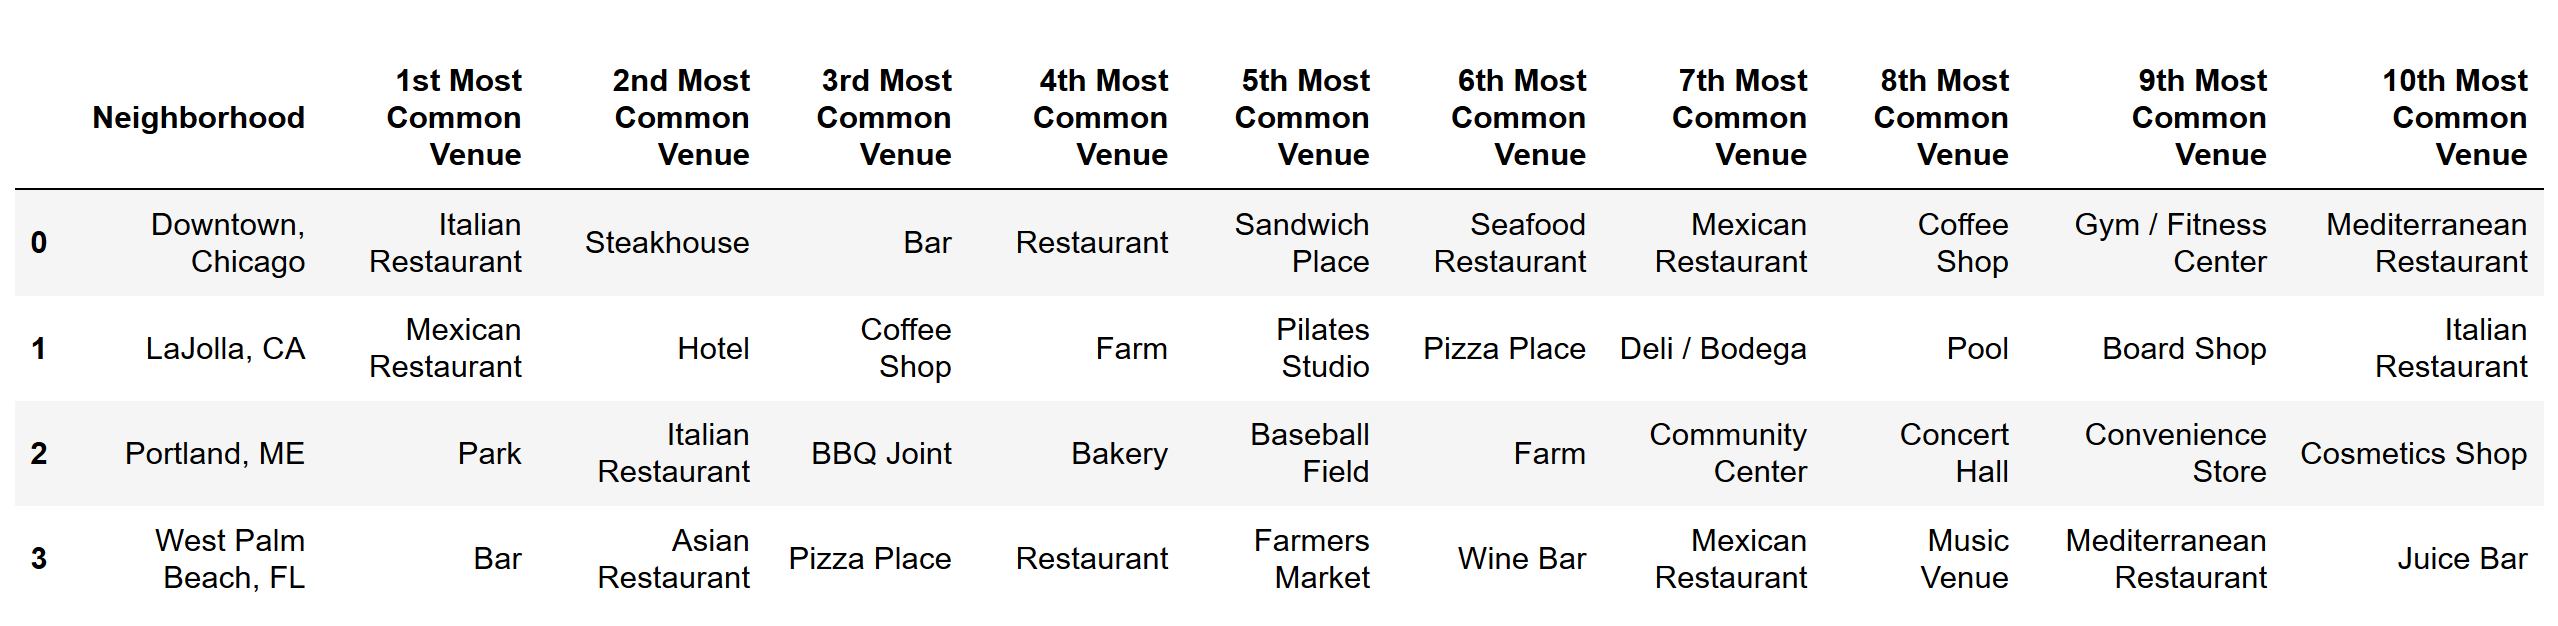 Neighborhood 1st Most Common Venue 2nd Most Common Venue 3rd Most Common Venue 4th Most Common Venue 5th Most Common Venue 6th Most Common Venue 7th Most Common Venue 8th Most Common Venue 9th Most Common Venue 10th Most Common Venue
0 Downtown, Chicago Italian Restaurant Steakhouse Bar Restaurant Sandwich Place Seafood Restaurant Mexican Restaurant Coffee Shop Gym / Fitness Center Mediterranean Restaurant
1 LaJolla, CA Mexican Restaurant Hotel Coffee Shop Farm Pilates Studio Pizza Place Deli / Bodega Pool Board Shop Italian Restaurant
2 Portland, ME Park Italian Restaurant BBQ Joint Bakery Baseball Field Farm Community Center Concert Hall Convenience Store Cosmetics Shop
3 West Palm Beach, FL Bar Asian Restaurant Pizza Place Restaurant Farmers Market Wine Bar Mexican Restaurant Music Venue Mediterranean Restaurant Juice Bar